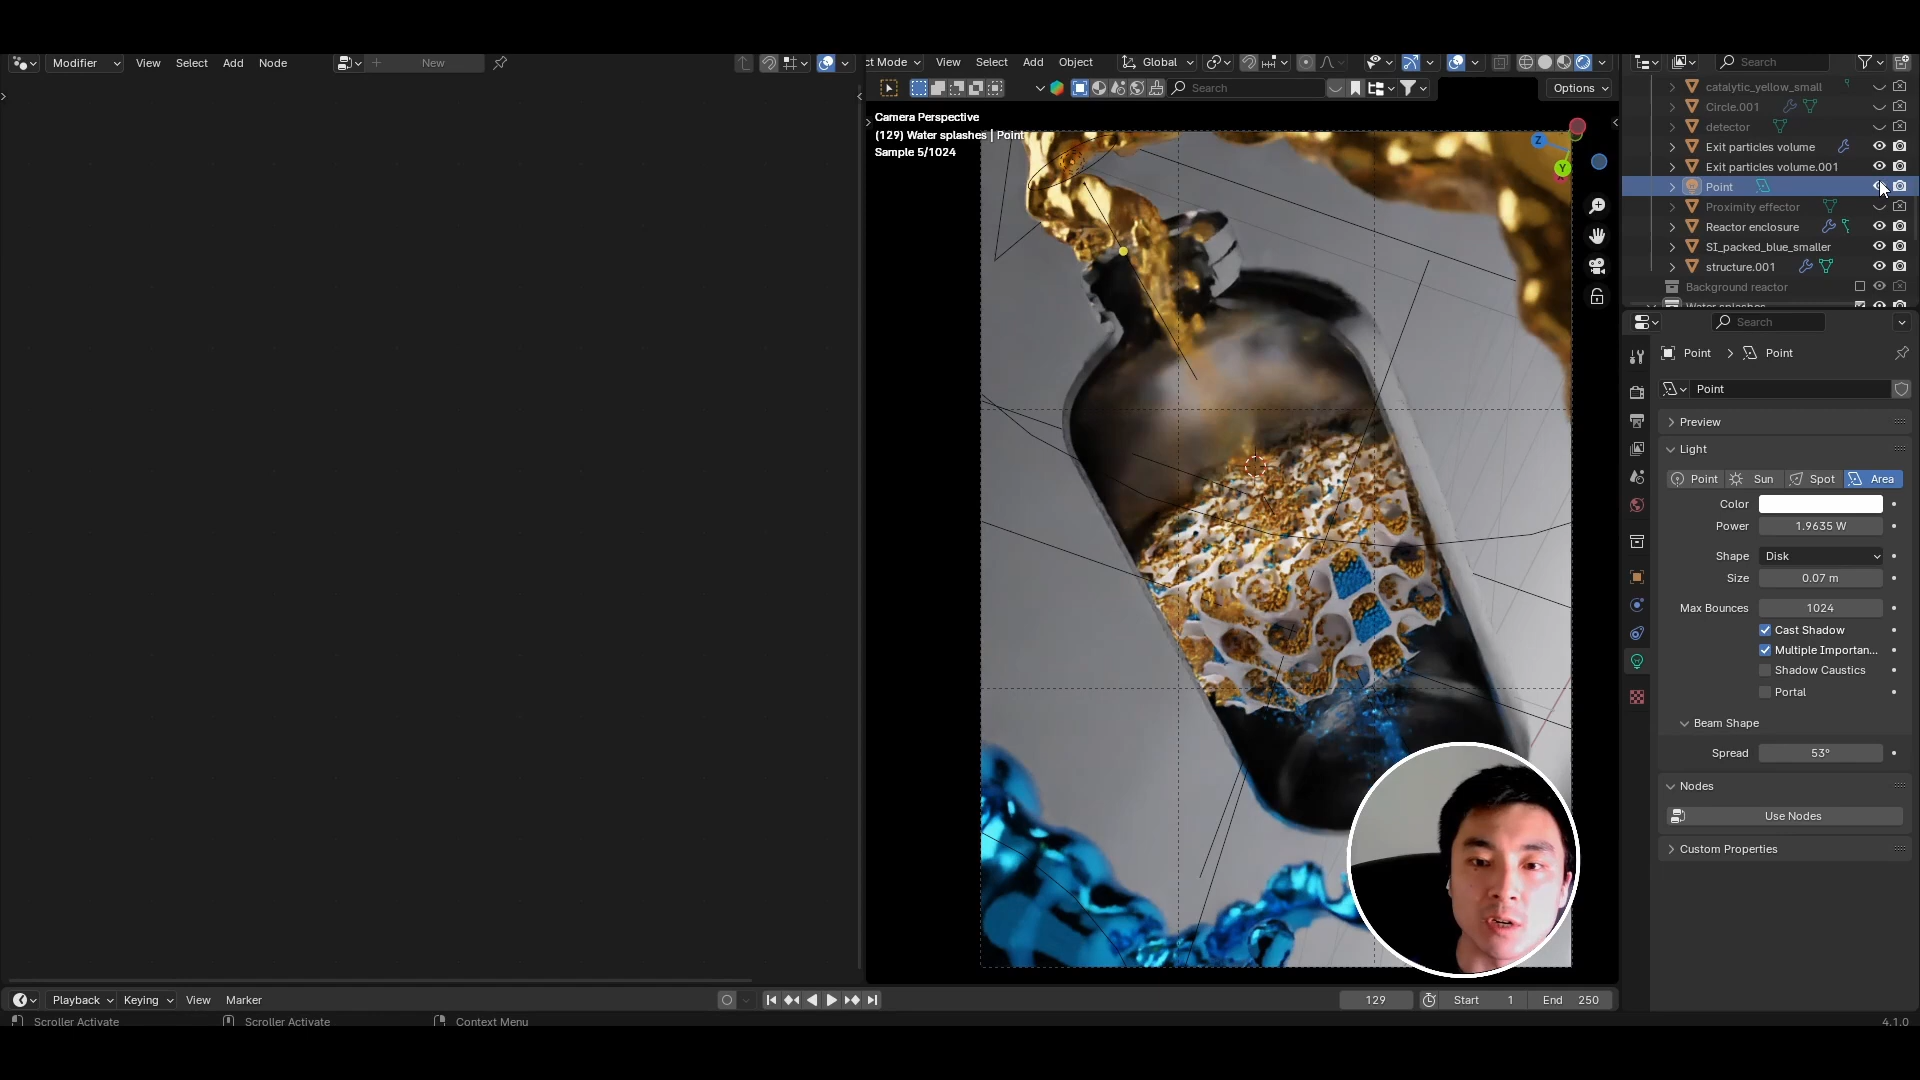 Modifier View Select Add Node New
ct Mode View Select Add Object Global
Search
Search Options
Camera Perspective
(129) Water splashes | Point
Sample 5/1024
Z
Y
catalytic_yellow_small
Circle.001
detector
Exit particles volume
Exit particles volume.001
Point
Proximity effector
Reactor enclosure
SI_packed_blue_smaller
structure.001
Background reactor
Water splashes
Search
Point Point
Point
Preview
Light
Point Sun Spot Area
Color
Power 1.9635 W
Shape Disk
Size 0.07 m
Max Bounces 1024
Cast Shadow
Multiple Importan...
Shadow Caustics
Portal
Beam Shape
Spread 53°
Nodes
Use Nodes
Custom Properties
Playback Keying View Marker 129 Start 1 End 250
Scroller Activate Scroller Activate Context Menu 4.1.0